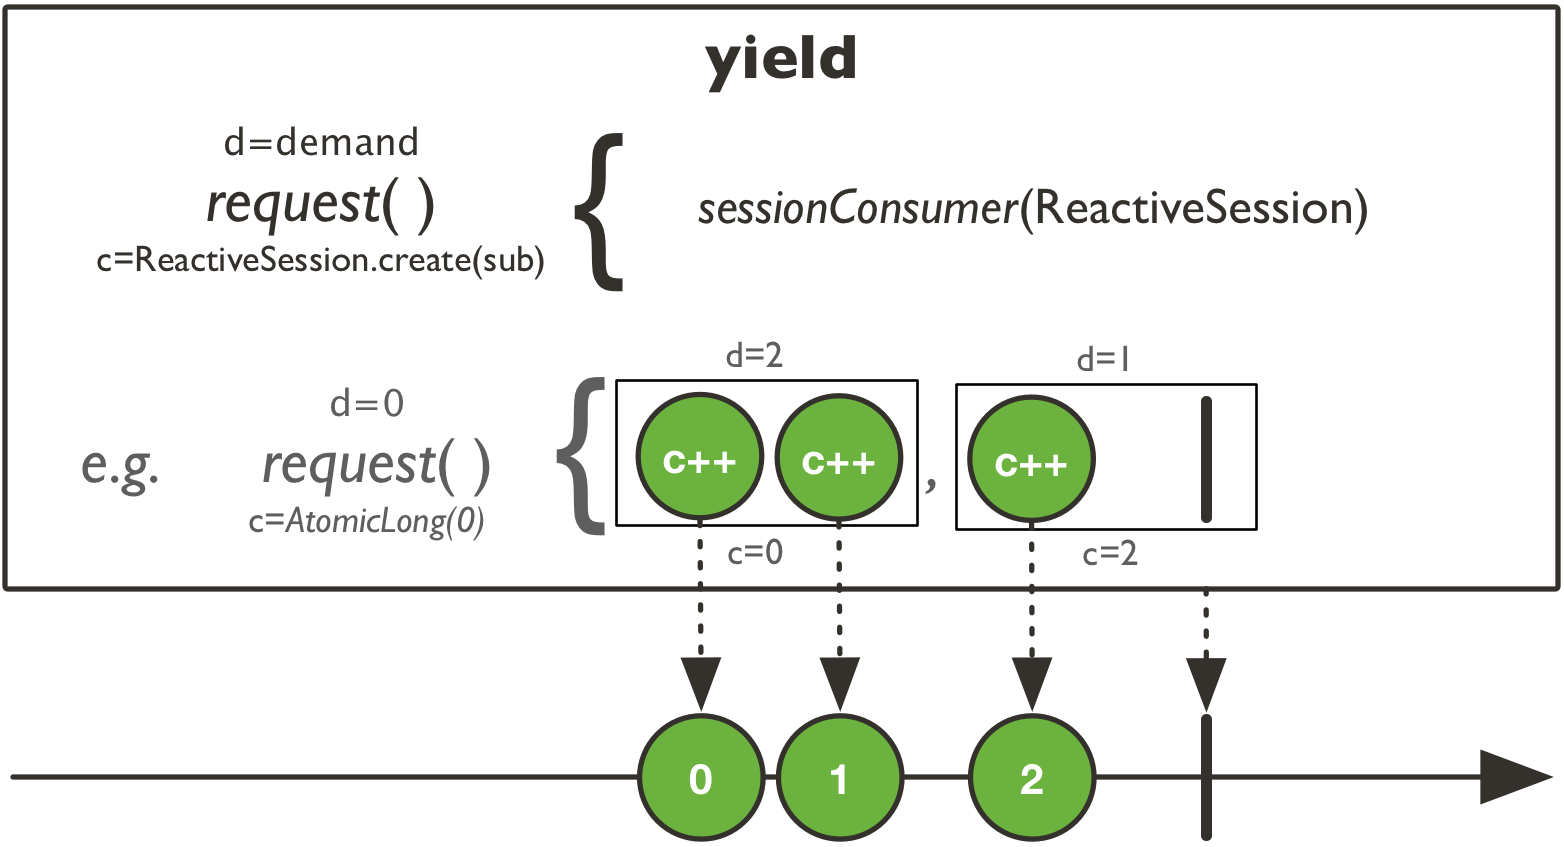 yield
d=demand
request( )
c=ReactiveSession.create(sub)
sessionConsumer(ReactiveSession)
e.g.
d=0
request( )
c=AtomicLong(0)
d=2
c++ c++
c=0
,
d=1
c++
c=2
0 1 2